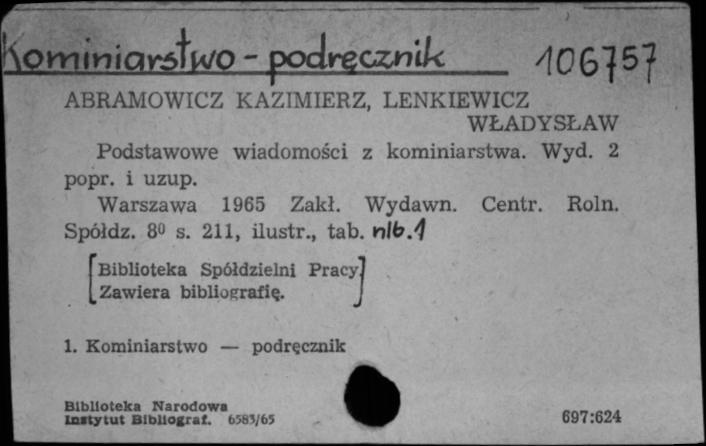 Kominiarstwo - podręcznik 106757
ABRAMOWICZ KAZIMIERZ, LENKIEWICZ
WŁADYSŁAW
Podstawowe wiadomości z kominiarstwa. Wyd. 2
popr. i uzup.
Warszawa 1965 Zakł. Wydawn. Centr. Roln.
Spółdz. 8⁰ s. 211, ilustr., tab. nlb.1
[Biblioteka Spółdzielni Pracy]
[Zawiera bibliografię.]
1. Kominiarstwo — podręcznik
Biblioteka Narodowa
Instytut Bibliograf. 6583/65 697:624